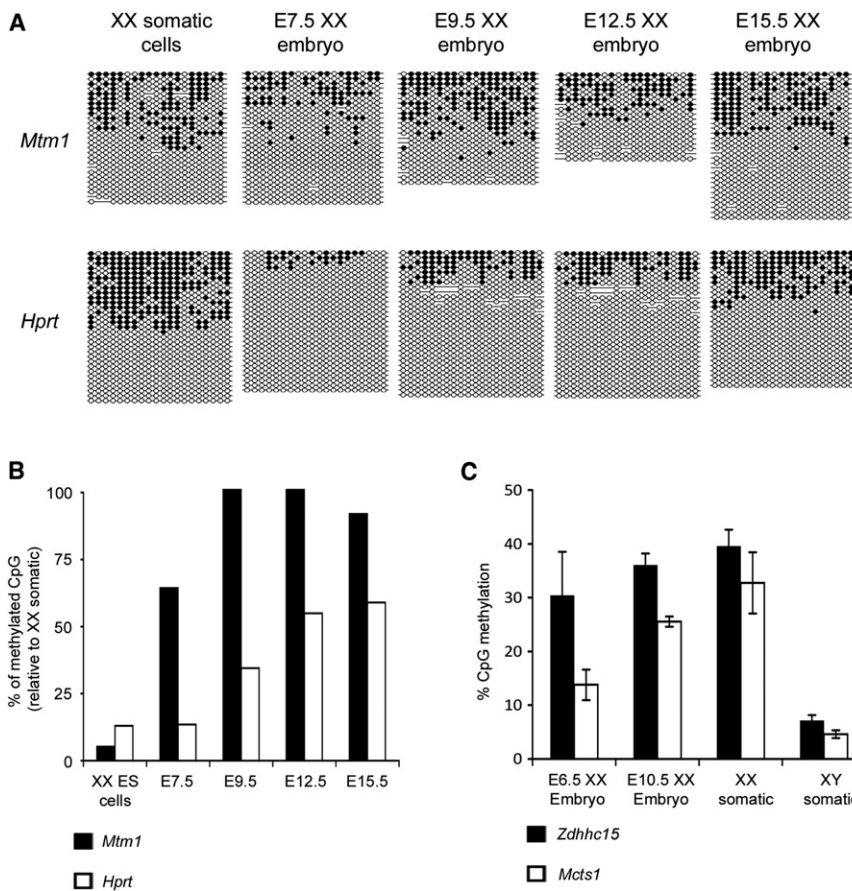 A
XX somatic cells
E7.5 XX embryo
E9.5 XX embryo
E12.5 XX embryo
E15.5 XX embryo
Mtm1
Hprt
B
% of methylated CpG
(relative to XX somatic)
100
75
50
25
0
XX ES cells
E7.5
E9.5
E12.5
E15.5
Mtm1
Hprt
C
% CpG methylation
50
40
30
20
10
0
E6.5 XX Embryo
E10.5 XX Embryo
XX somatic
XY somatic
Zdhhc15
Mcts1